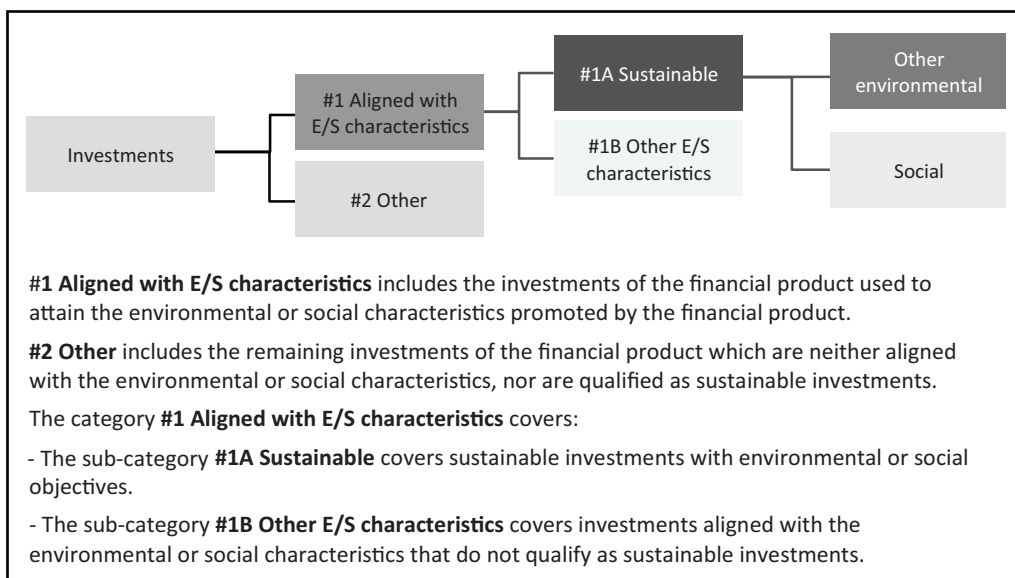 Investments
#1 Aligned with
E/S characteristics
#2 Other
#1A Sustainable
#1B Other E/S
characteristics
Other
environmental
Social
#1 Aligned with E/S characteristics includes the investments of the financial product used to
attain the environmental or social characteristics promoted by the financial product.
#2 Other includes the remaining investments of the financial product which are neither aligned
with the environmental or social characteristics, nor are qualified as sustainable investments.
The category #1 Aligned with E/S characteristics covers:
- The sub-category #1A Sustainable covers sustainable investments with environmental or social
objectives.
- The sub-category #1B Other E/S characteristics covers investments aligned with the
environmental or social characteristics that do not qualify as sustainable investments.